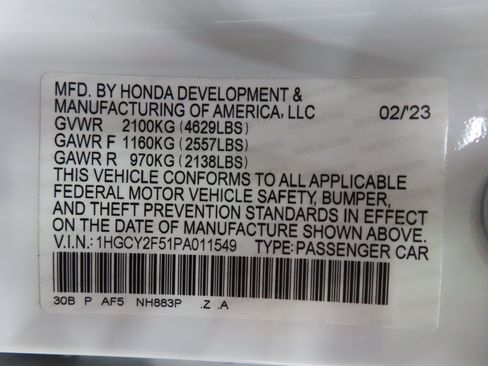 MFD. BY HONDA DEVELOPMENT &
MANUFACTURING OF AMERICA, LLC 02/23
GVWR 2100KG (4629LBS)
GAWR F 1160KG (2557LBS)
GAWR R 970KG (2138LBS)
THIS VEHICLE CONFORMS TO ALL APPLICABLE
FEDERAL MOTOR VEHICLE SAFETY, BUMPER,
AND THEFT PREVENTION STANDARDS IN EFFECT
ON THE DATE OF MANUFACTURE SHOWN ABOVE.
V.I.N.: 1HGCY2F51PA011549 TYPE: PASSENGER CAR
30B P AF5 NH883P .Z .A